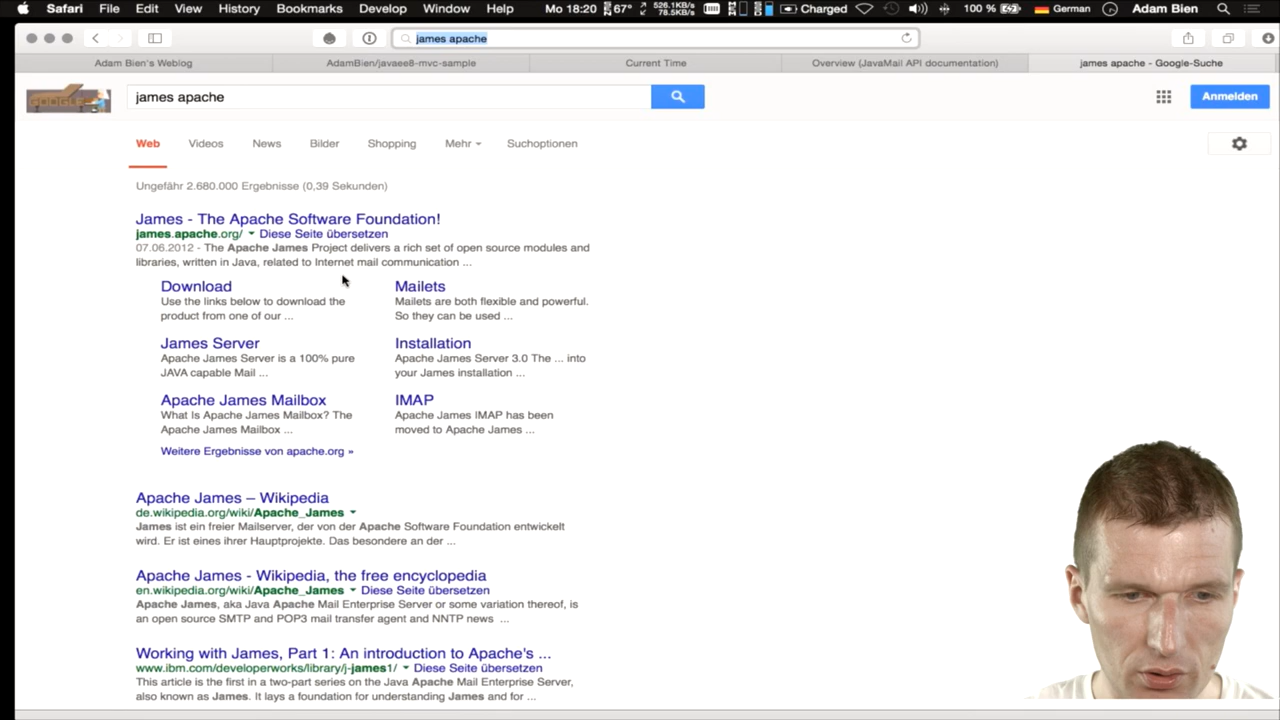 Safari File Edit View History Bookmarks Develop Window Help Mo 18:20 67° 526.1KB/s 78.5KB/s Charged 100 % German Adam Bien
james apache
Adam Bien's Weblog AdamBien/javaee8-mvc-sample Current Time Overview (JavaMail API documentation) james apache - Google-Suche
GOOGLE james apache Anmelden
Web Videos News Bilder Shopping Mehr Suchoptionen
Ungefähr 2.680.000 Ergebnisse (0,39 Sekunden)
James - The Apache Software Foundation!
james.apache.org/ Diese Seite übersetzen
07.06.2012 - The Apache James Project delivers a rich set of open source modules and
libraries, written in Java, related to Internet mail communication ...
Download
Use the links below to download the
product from one of our ...
Mailets
Mailets are both flexible and powerful.
So they can be used ...
James Server
Apache James Server is a 100% pure
JAVA capable Mail ...
Installation
Apache James Server 3.0 The ... into
your James installation ...
Apache James Mailbox
What Is Apache James Mailbox? The
Apache James Mailbox ...
IMAP
Apache James IMAP has been
moved to Apache James ...
Weitere Ergebnisse von apache.org »
Apache James – Wikipedia
de.wikipedia.org/wiki/Apache_James
James ist ein freier Mailserver, der von der Apache Software Foundation entwickelt
wird. Er ist eines ihrer Hauptprojekte. Das besondere an der ...
Apache James - Wikipedia, the free encyclopedia
en.wikipedia.org/wiki/Apache_James Diese Seite übersetzen
Apache James, aka Java Apache Mail Enterprise Server or some variation thereof, is
an open source SMTP and POP3 mail transfer agent and NNTP news ...
Working with James, Part 1: An introduction to Apache's ...
www.ibm.com/developerworks/library/j-james1/ Diese Seite übersetzen
This article is the first in a two-part series on the Java Apache Mail Enterprise Server,
also known as James. It lays a foundation for understanding James and for ...